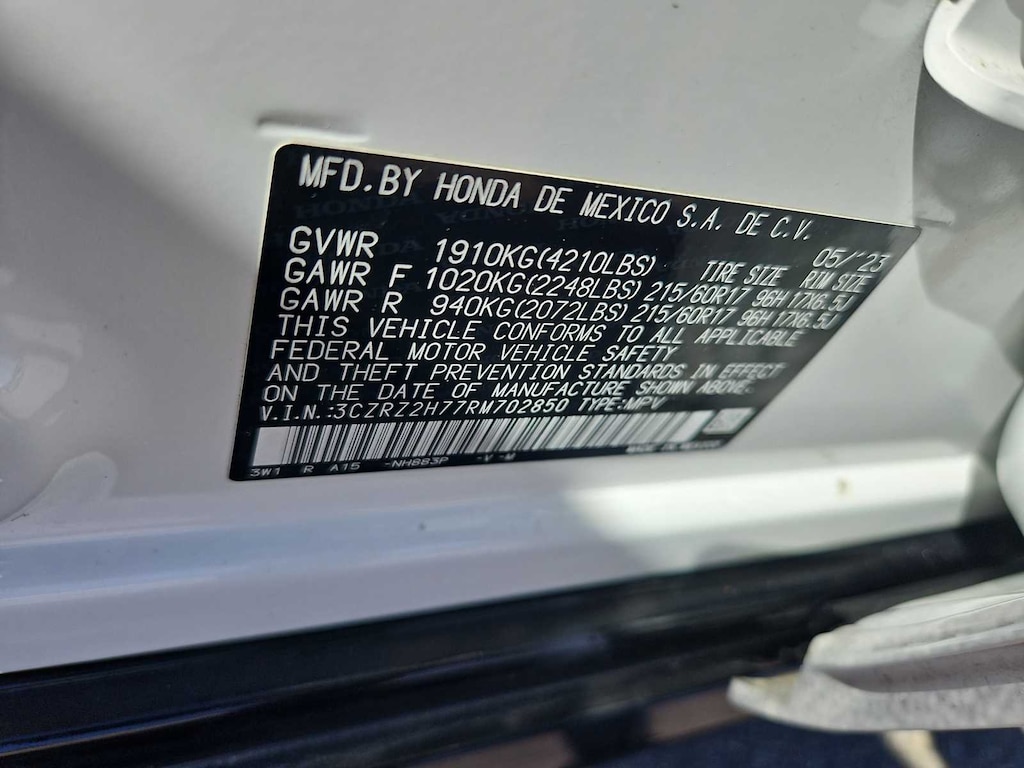 MFD.BY HONDA DE MEXICO S.A. DE C.V.
05/'23
GVWR 1910KG(4210LBS) TIRE SIZE RIM SIZE
GAWR F 1020KG(2248LBS) 215/60R17 96H 17X6.5J
GAWR R 940KG(2072LBS) 215/60R17 96H 17X6.5J
THIS VEHICLE CONFORMS TO ALL APPLICABLE
FEDERAL MOTOR VEHICLE SAFETY
AND THEFT PREVENTION STANDARDS IN EFFECT
ON THE DATE OF MANUFACTURE SHOWN ABOVE.
V.I.N.:3CZRZ2H77RM702850 TYPE:MPV
MADE IN MEXICO
3W1 R A15 -NH883P -V -M